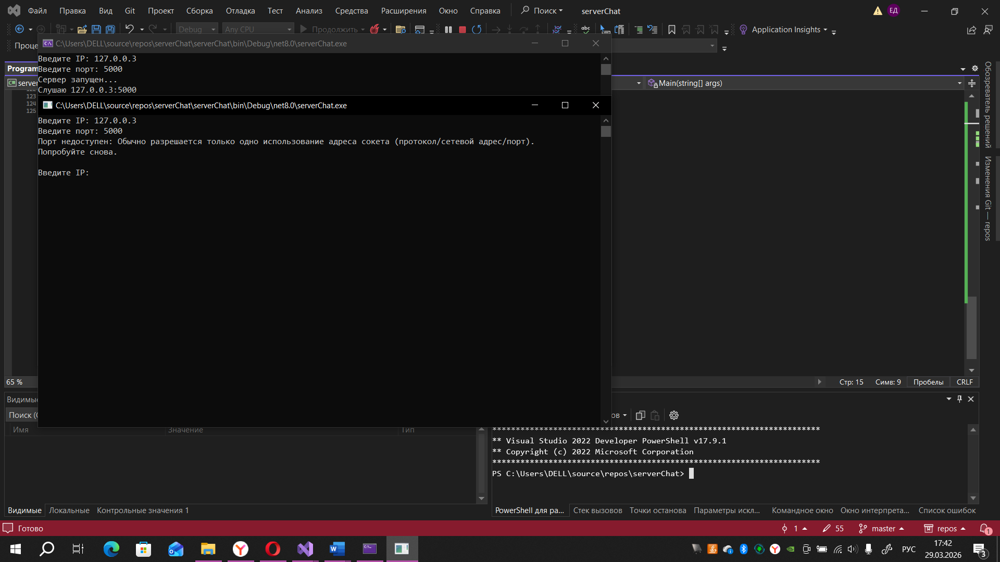 Файл Правка Вид Git Проект Сборка Отладка Тест Анализ Средства Расширения Окно Справка Поиск serverChat ЕД
Debug Any CPU Продолжить abc Application Insights
Проце
C:\Users\DELL\source\repos\serverChat\serverChat\bin\Debug\net8.0\serverChat.exe
Введите IP: 127.0.0.3
Введите порт: 5000
Сервер запущен...
Слушаю 127.0.0.3:5000
Program
C# server
Main(string[] args)
123
124
125
C:\Users\DELL\source\repos\serverChat\serverChat\bin\Debug\net8.0\serverChat.exe
Введите IP: 127.0.0.3
Введите порт: 5000
Порт недоступен: Обычно разрешается только одно использование адреса сокета (протокол/сетевой адрес/порт).
Попробуйте снова.
Введите IP:
Обозреватель решений
Изменения Git — repos
65 % Стр: 15 Симв: 9 Пробелы CRLF
Видимые
Поиск (
Имя Значение Тип
ов
**********************************************************************
** Visual Studio 2022 Developer PowerShell v17.9.1
** Copyright (c) 2022 Microsoft Corporation
**********************************************************************
PS C:\Users\DELL\source\repos\serverChat>
Видимые Локальные Контрольные значения 1
PowerShell для ра... Стек вызовов Точки останова Параметры искл... Командное окно Окно интерпрета... Список ошибок
Готово 1 55 master repos 1
РУС
17:42
29.03.2026
3